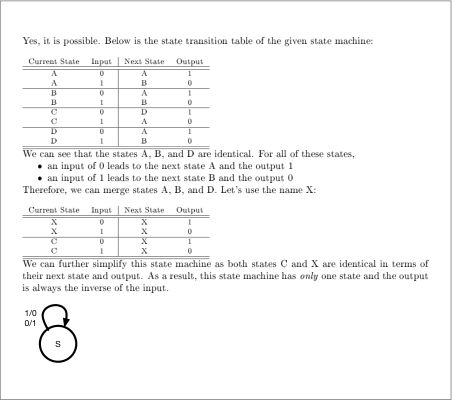 Yes, it is possible. Below is the state transition table of the given state machine:
Current State Input Next State Output
A 0 A 1
A 1 B 0
B 0 A 1
B 1 B 0
C 0 D 1
C 1 A 0
D 0 A 1
D 1 B 0
We can see that the states A, B, and D are identical. For all of these states,
• an input of 0 leads to the next state A and the output 1
• an input of 1 leads to the next state B and the output 0
Therefore, we can merge states A, B, and D. Let's use the name X:
Current State Input Next State Output
X 0 X 1
X 1 X 0
C 0 X 1
C 1 X 0
We can further simplify this state machine as both states C and X are identical in terms of
their next state and output. As a result, this state machine has only one state and the output
is always the inverse of the input.
1/0
0/1
S